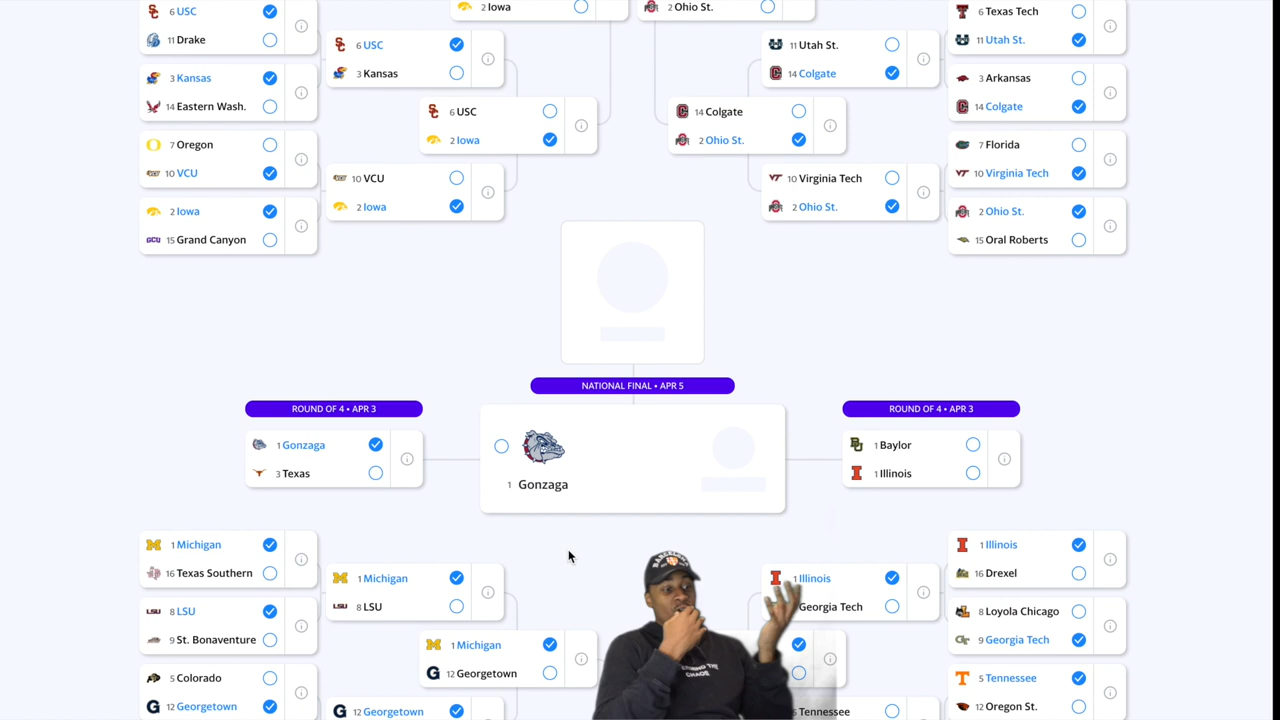 6 USC
11 Drake
3 Kansas
14 Eastern Wash.
7 Oregon
10 VCU
2 Iowa
15 Grand Canyon
6 USC
3 Kansas
10 VCU
2 Iowa
2 Iowa
6 USC
2 Iowa
2 Ohio St.
14 Colgate
2 Ohio St.
11 Utah St.
14 Colgate
10 Virginia Tech
2 Ohio St.
6 Texas Tech
11 Utah St.
3 Arkansas
14 Colgate
7 Florida
10 Virginia Tech
2 Ohio St.
15 Oral Roberts
NATIONAL FINAL • APR 5
ROUND OF 4 • APR 3
1 Gonzaga
3 Texas
1 Gonzaga
ROUND OF 4 • APR 3
1 Baylor
1 Illinois
1 Michigan
16 Texas Southern
8 LSU
9 St. Bonaventure
5 Colorado
12 Georgetown
1 Michigan
8 LSU
12 Georgetown
1 Michigan
12 Georgetown
1 Illinois
Georgia Tech
5 Tennessee
1 Illinois
16 Drexel
8 Loyola Chicago
9 Georgia Tech
5 Tennessee
12 Oregon St.
THE
CHAOS